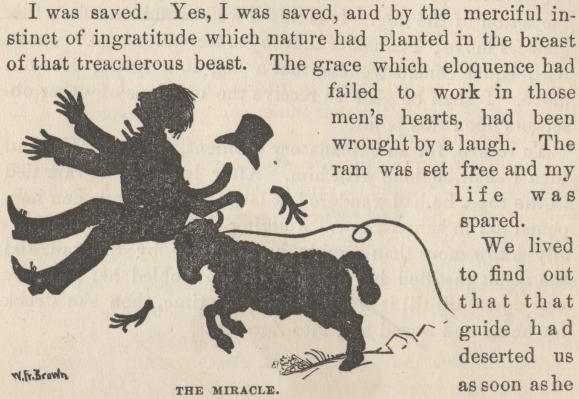 I was saved. Yes, I was saved, and by the merciful in-
stinct of ingratitude which nature had planted in the breast
of that treacherous beast. The grace which eloquence had
failed to work in those
men's hearts, had been
wrought by a laugh. The
ram was set free and my
life was
spared.
We lived
to find out
that that
guide had
deserted us
as soon as he
W.Fr.Brown
THE MIRACLE.